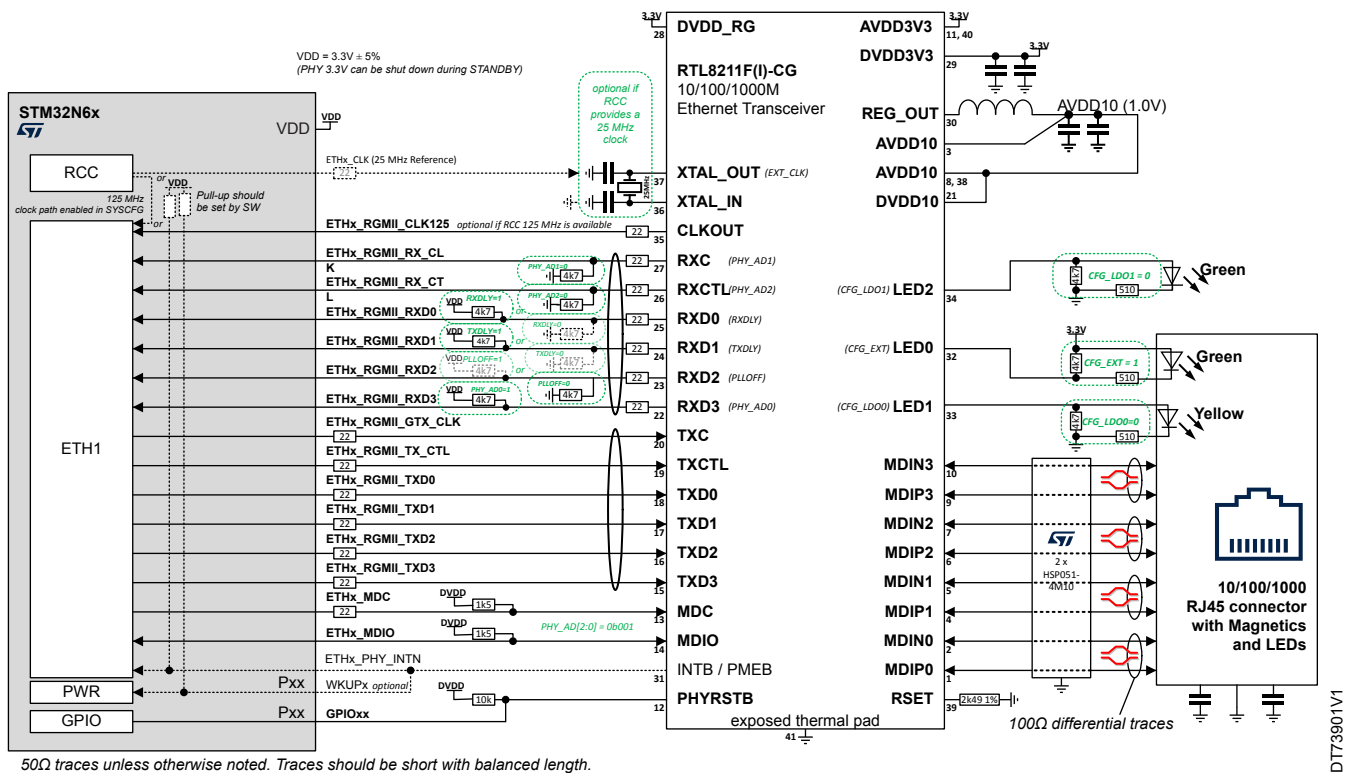 VDD = 3.3V ± 5%
(PHY 3.3V can be shut down during STANDBY)
STM32N6x
VDD
VDD
RCC
or
VDD
125 MHz
clock path enabled in SYSCFG
or
Pull-up should
be set by SW
ETH1
PWR
GPIO
Pxx
Pxx
optional if
RCC
provides a
25 MHz
clock
25MHz
ETHx_CLK (25 MHz Reference)
22
ETHx_RGMII_CLK125 optional if RCC 125 MHz is available
22
ETHx_RGMII_RX_CL
K
PHY_AD1=0
4k7
22
ETHx_RGMII_RX_CT
L
PHY_AD2=0
4k7
22
ETHx_RGMII_RXD0
VDD RXDLY=1
4k7
or
RXDLY=0
4k7
22
ETHx_RGMII_RXD1
VDD TXDLY=1
4k7
or
TXDLY=0
4k7
22
ETHx_RGMII_RXD2
VDD PLLOFF=1
4k7
or
PLLOFF=0
4k7
22
ETHx_RGMII_RXD3
VDD PHY_AD0=1
4k7
22
ETHx_RGMII_GTX_CLK
22
ETHx_RGMII_TX_CTL
22
ETHx_RGMII_TXD0
22
ETHx_RGMII_TXD1
22
ETHx_RGMII_TXD2
22
ETHx_RGMII_TXD3
22
ETHx_MDC
22
DVDD
1k5
ETHx_MDIO
DVDD
1k5
PHY_AD[2:0] = 0b001
ETHx_PHY_INTN
WKUPx optional
GPIOxx
DVDD
10k
3.3V
28
DVDD_RG
RTL8211F(I)-CG
10/100/1000M
Ethernet Transceiver
37
XTAL_OUT (EXT_CLK)
36
XTAL_IN
35
CLKOUT
27
RXC (PHY_AD1)
26
RXCTL(PHY_AD2)
25
RXD0 (RXDLY)
24
RXD1 (TXDLY)
23
RXD2 (PLLOFF)
22
RXD3 (PHY_AD0)
20
TXC
19
TXCTL
18
TXD0
17
TXD1
16
TXD2
15
TXD3
13
MDC
14
MDIO
31
INTB / PMEB
12
PHYRSTB
exposed thermal pad
41
AVDD3V3
3.3V
11, 40
DVDD3V3
29
3.3V
REG_OUT
30
AVDD10 (1.0V)
AVDD10
3
AVDD10
8, 38
DVDD10
21
(CFG_LDO1) LED2
34
4k7
CFG_LDO1 = 0
510
Green
(CFG_EXT) LED0
32
3.3V
4k7
CFG_EXT = 1
510
Green
(CFG_LDO0) LED1
33
4k7
CFG_LDO0=0
510
Yellow
MDIN3
10
MDIP3
9
MDIN2
7
MDIP2
6
MDIN1
5
MDIP1
4
MDIN0
2
MDIP0
1
RSET
39
2k49 1%
2 x
HSP051-
4M10
100Ω differential traces
10/100/1000
RJ45 connector
with Magnetics
and LEDs
50Ω traces unless otherwise noted. Traces should be short with balanced length.
DT73901V1